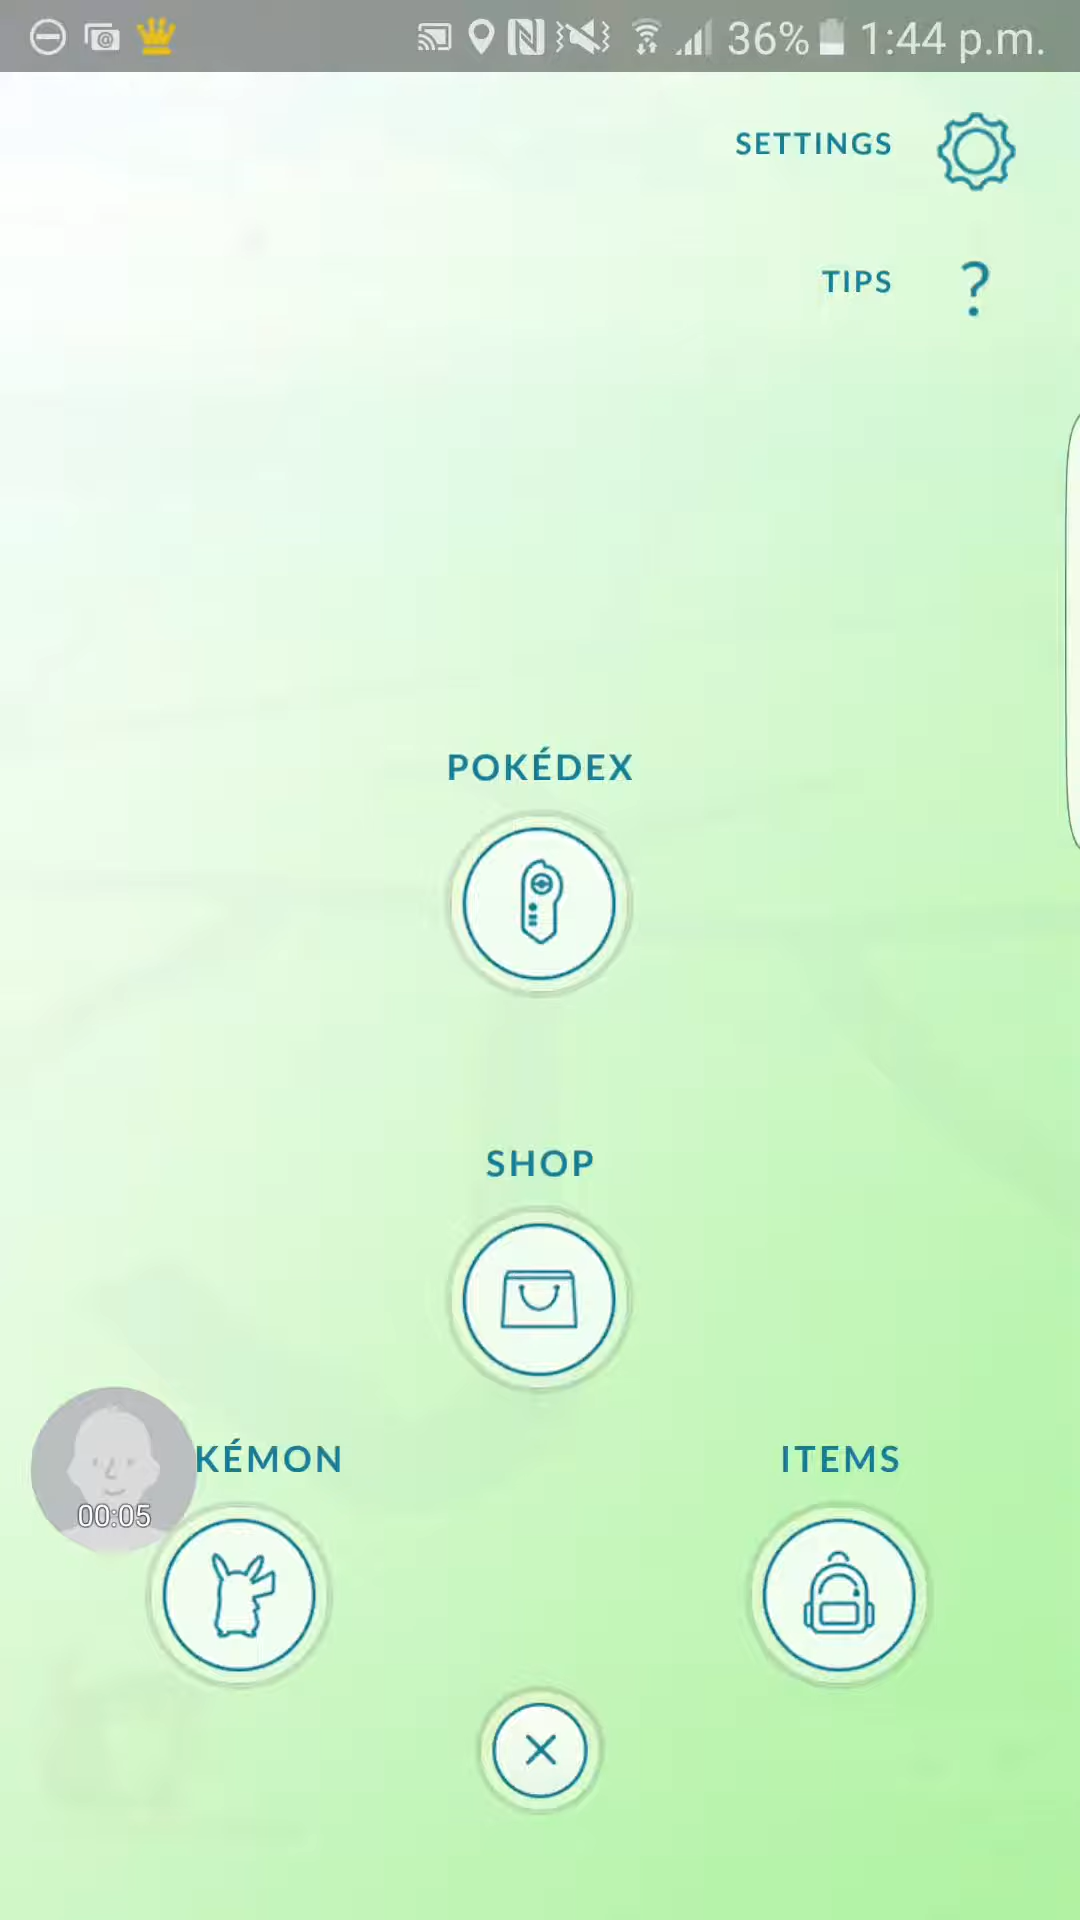 36% 1:44 p.m.
SETTINGS
TIPS ?
POKÉDEX
SHOP
KÉMON
ITEMS
00:05